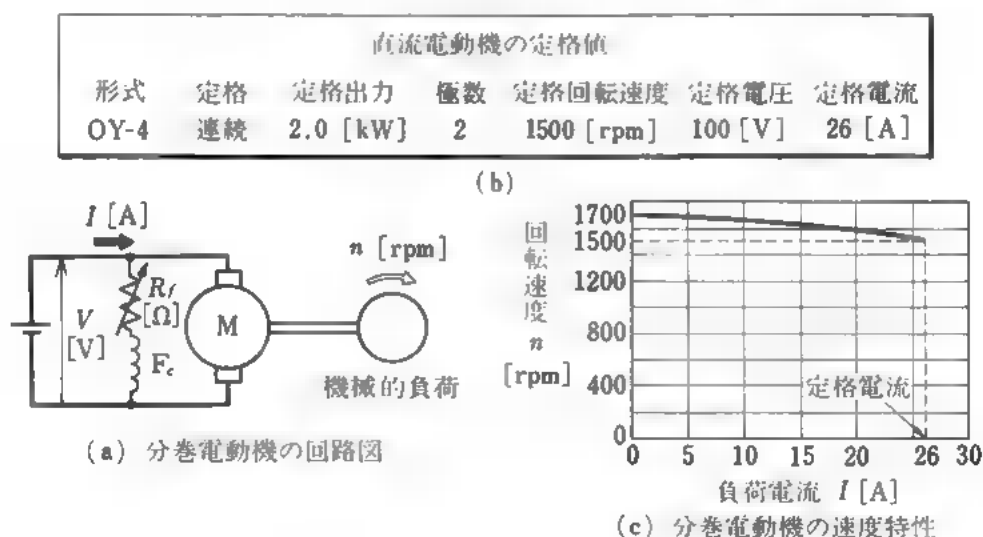 直流電動機の定格値
形式 定格 定格出力 極数 定格回転速度 定格電圧 定格電流
OY-4 連続 2.0 [kW] 2 1500 [rpm] 100 [V] 26 [A]
(b)
I [A]
R_f
[Ω]
V
[V]
F_c
M
n [rpm]
機械的負荷
(a) 分巻電動機の回路図
回転速度 n
[rpm]
1700
1500
1200
800
400
0
定格電流
0 5 10 15 20 26 30
負荷電流 I [A]
(c) 分巻電動機の速度特性